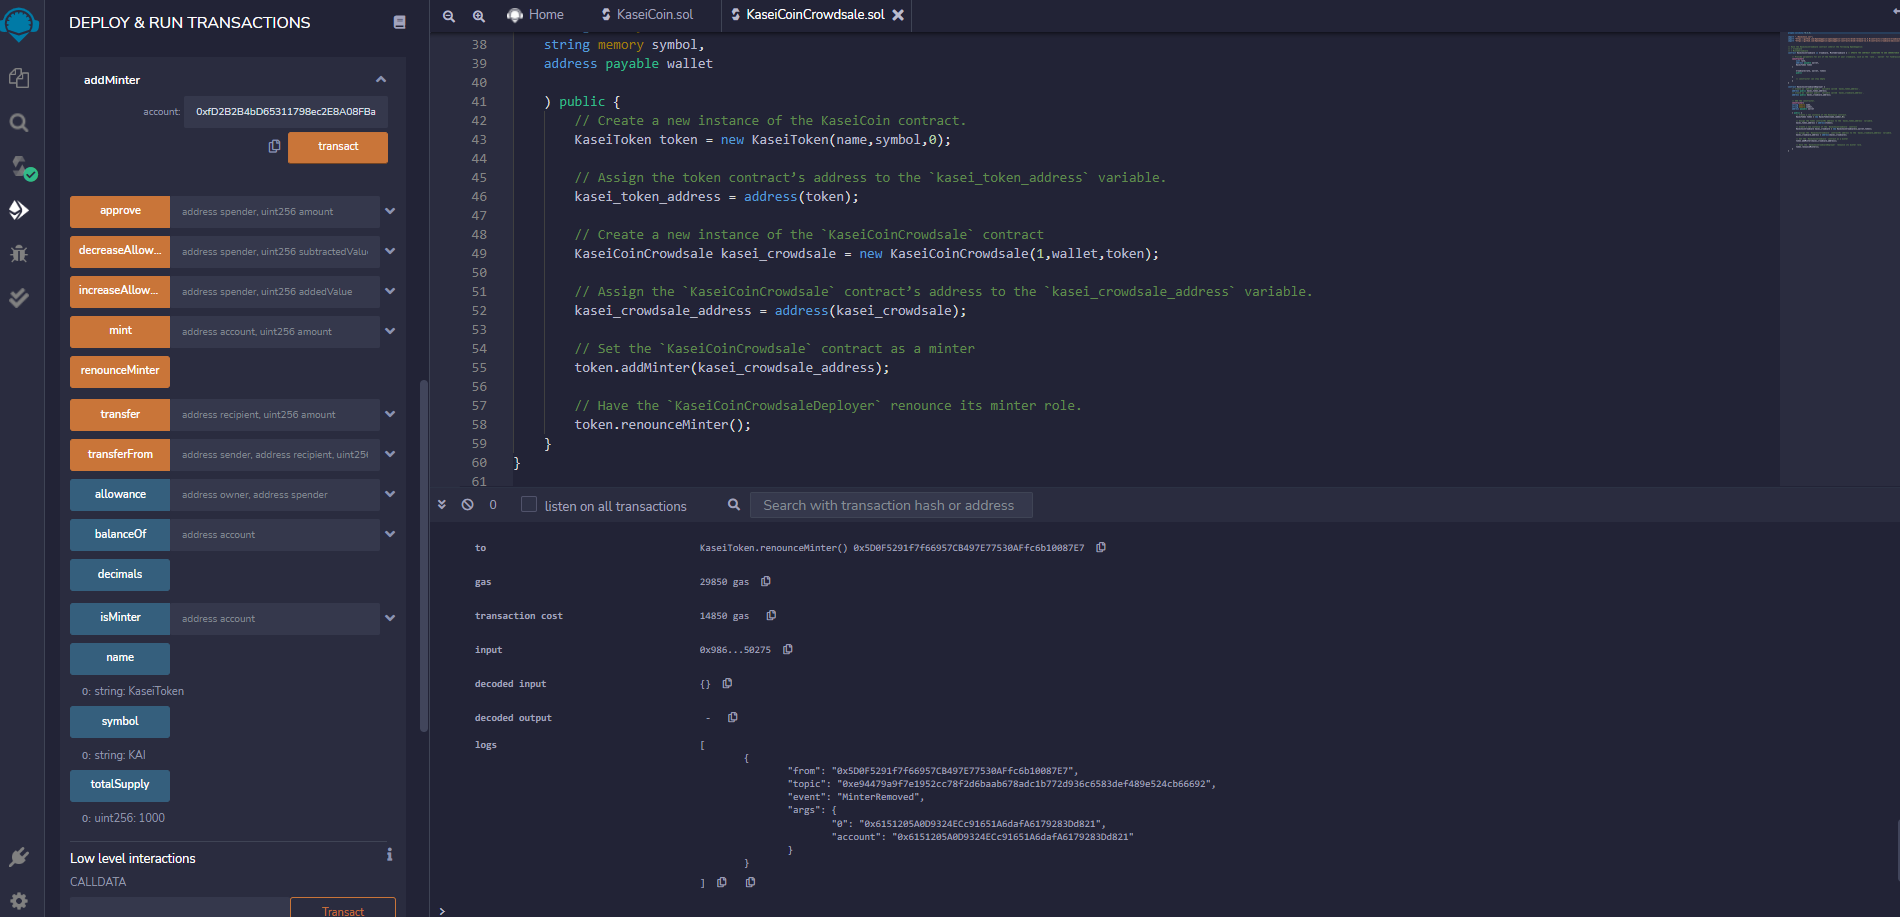 DEPLOY & RUN TRANSACTIONS
addMinter
account:
0xfD2B2B4bD65311798ec2E8A08FBa
transact
approve
address spender, uint256 amount
decreaseAllow...
address spender, uint256 subtractedValu
increaseAllow...
address spender, uint256 addedValue
mint
address account, uint256 amount
renounceMinter
transfer
address recipient, uint256 amount
transferFrom
address sender, address recipient, uint256
allowance
address owner, address spender
balanceOf
address account
decimals
isMinter
address account
name
0: string: KaseiToken
symbol
0: string: KAI
totalSupply
0: uint256: 1000
Low level interactions
CALLDATA
Transact
Home
KaseiCoin.sol
KaseiCoinCrowdsale.sol
38 string memory symbol,
39 address payable wallet
40
41 ) public {
42 // Create a new instance of the KaseiCoin contract.
43 KaseiToken token = new KaseiToken(name,symbol,0);
44
45 // Assign the token contract’s address to the `kasei_token_address` variable.
46 kasei_token_address = address(token);
47
48 // Create a new instance of the `KaseiCoinCrowdsale` contract
49 KaseiCoinCrowdsale kasei_crowdsale = new KaseiCoinCrowdsale(1,wallet,token);
50
51 // Assign the `KaseiCoinCrowdsale` contract’s address to the `kasei_crowdsale_address` variable.
52 kasei_crowdsale_address = address(kasei_crowdsale);
53
54 // Set the `KaseiCoinCrowdsale` contract as a minter
55 token.addMinter(kasei_crowdsale_address);
56
57 // Have the `KaseiCoinCrowdsaleDeployer` renounce its minter role.
58 token.renounceMinter();
59 }
60 }
61
0
listen on all transactions
Search with transaction hash or address
to KaseiToken.renounceMinter() 0x5D0F5291f7f66957CB497E77530AFfc6b10087E7
gas 29850 gas
transaction cost 14850 gas
input 0x986...50275
decoded input {}
decoded output -
logs [
{
"from": "0x5D0F5291f7f66957CB497E77530AFfc6b10087E7",
"topic": "0xe94479a9f7e1952cc78f2d6baab678adc1b772d936c6583def489e524cb66692",
"event": "MinterRemoved",
"args": {
"0": "0x6151205A0D9324ECc91651A6dafA6179283Dd821",
"account": "0x6151205A0D9324ECc91651A6dafA6179283Dd821"
}
}
]
>